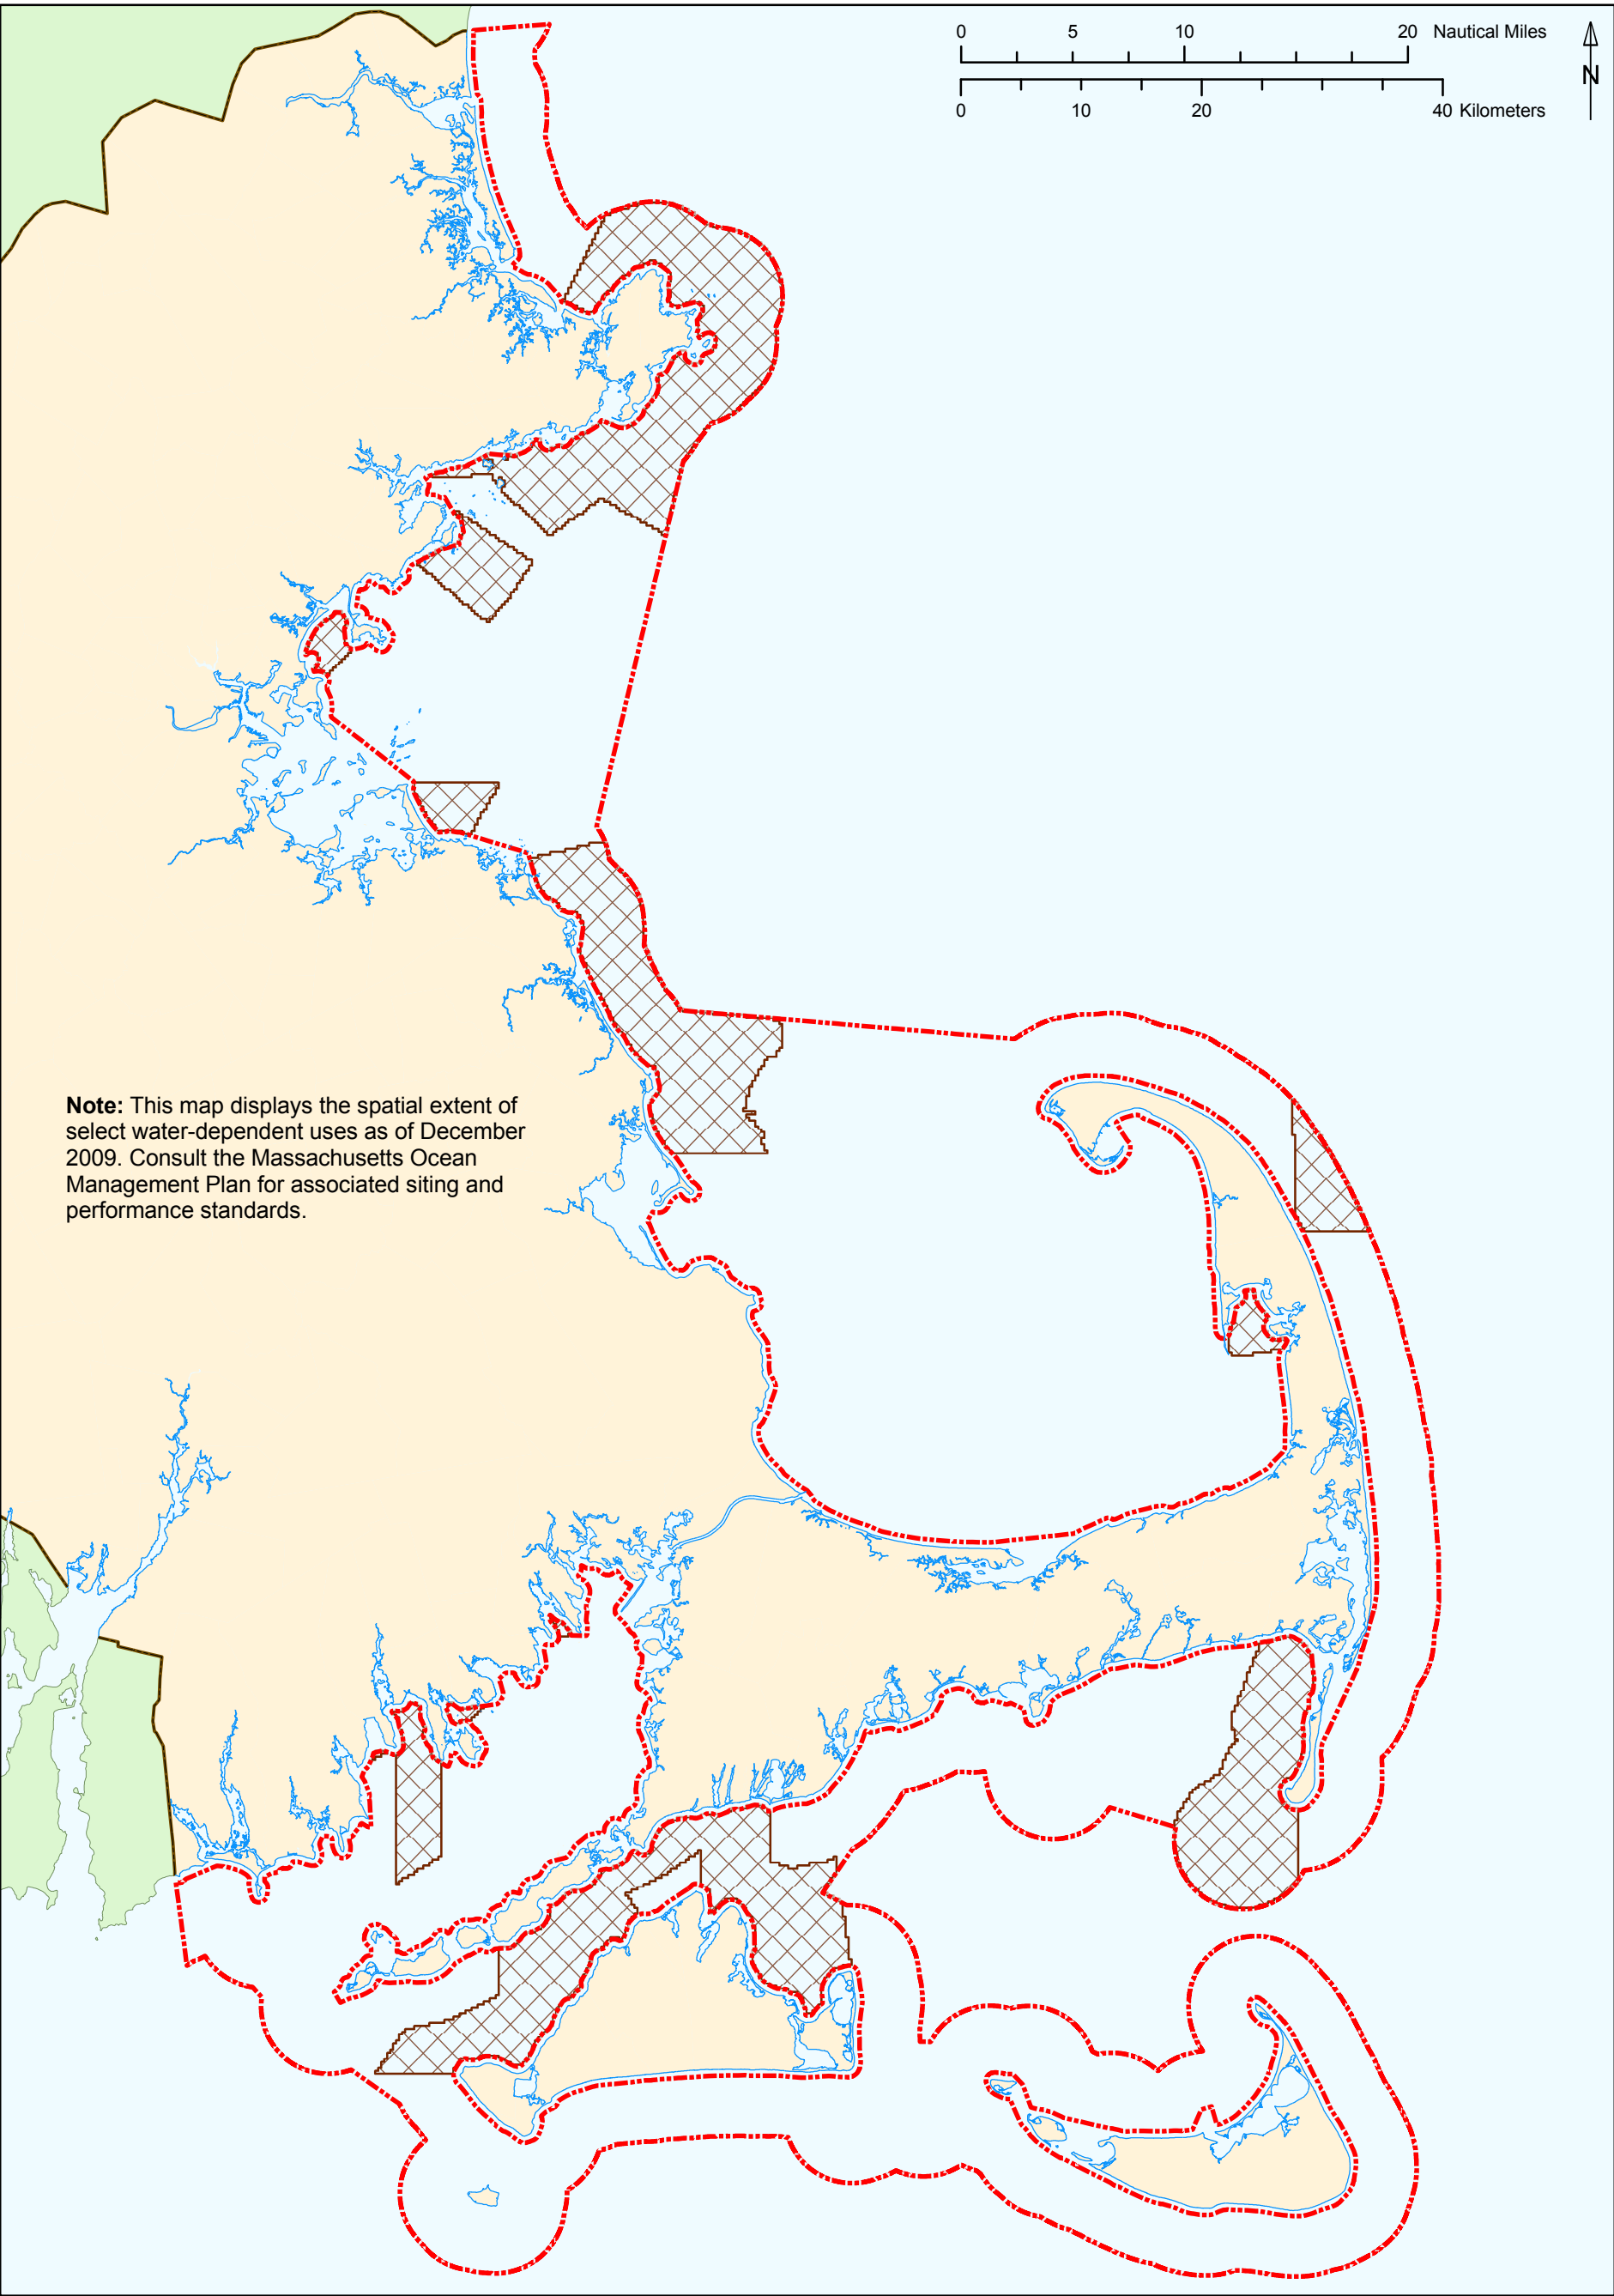 0 5 10 20 Nautical Miles
N
0 10 20 40 Kilometers
Note: This map displays the spatial extent of
select water-dependent uses as of December
2009. Consult the Massachusetts Ocean
Management Plan for associated siting and
performance standards.